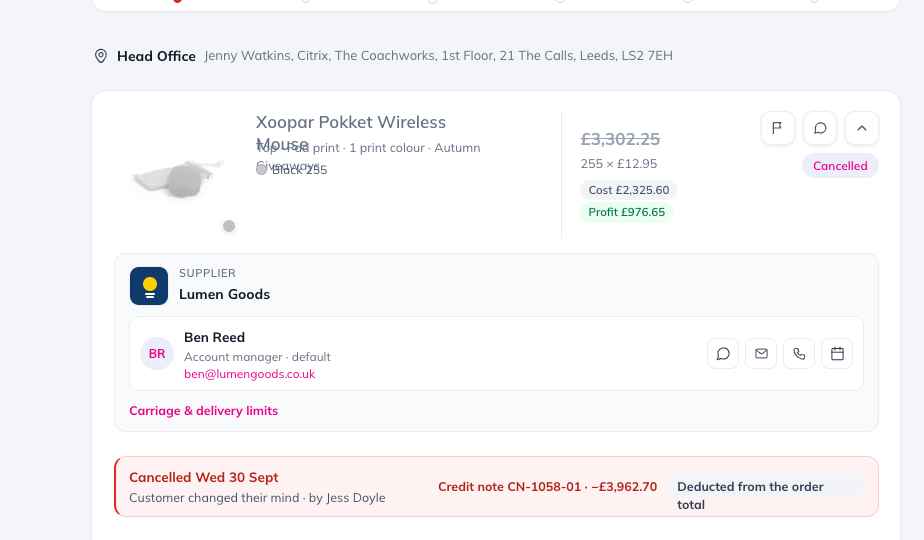 Head Office Jenny Watkins, Citrix, The Coachworks, 1st Floor, 21 The Calls, Leeds, LS2 7EH
Xoopar Pokket Wireless
Mouse
Top · Pad print · 1 print colour · Autumn
Giveaways
Black 255
£3,302.25
255 × £12.95
Cost £2,325.60
Profit £976.65
Cancelled
SUPPLIER
Lumen Goods
BR
Ben Reed
Account manager · default
ben@lumengoods.co.uk
Carriage & delivery limits
Cancelled Wed 30 Sept
Customer changed their mind · by Jess Doyle
Credit note CN-1058-01 · −£3,962.70
Deducted from the order
total